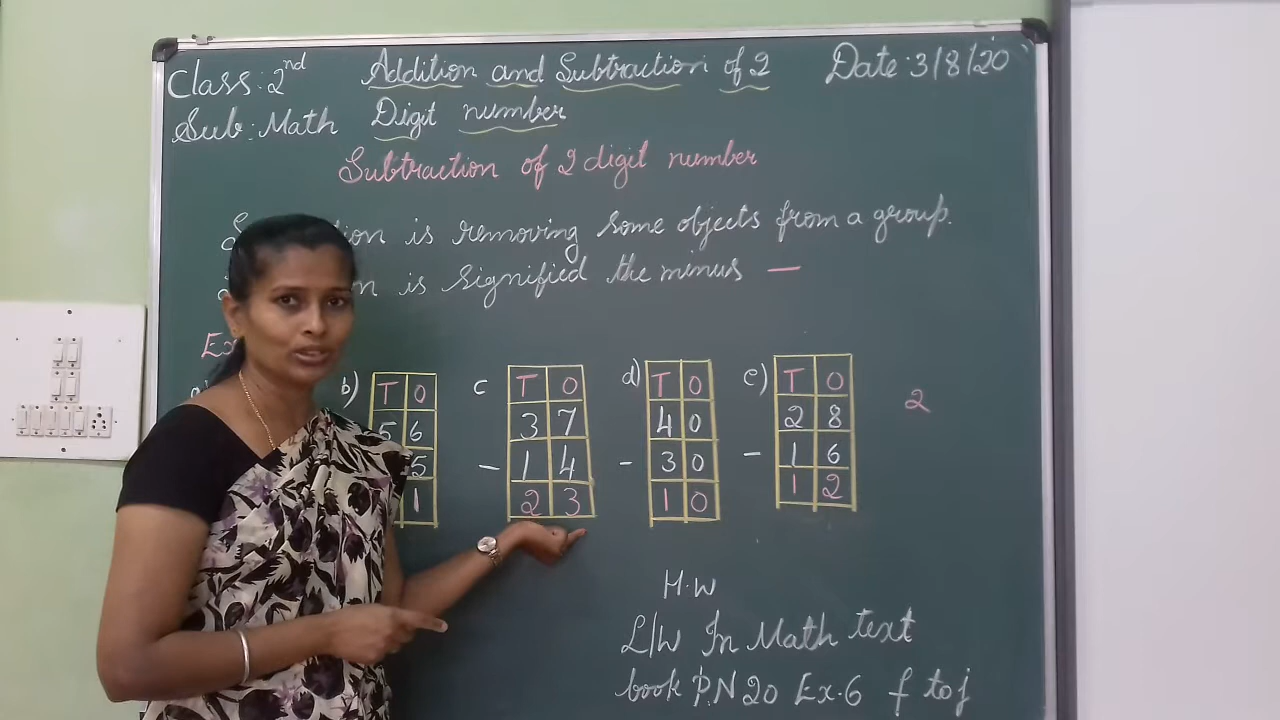 Class: 2nd Addition and Subtraction of 2 Date: 3/8/20
Sub: Math Digit number
Subtraction of 2 digit number
is removing some objects from a group.
is signified the minus —
Ex
b) T O c T O d) T O e) T O 2
5 6 3 7 4 0 2 8
5 - 1 4 - 3 0 - 1 6
1 2 3 1 0 1 2
H.W
L/W In Math text
book P.N 20 Ex.6 f to j